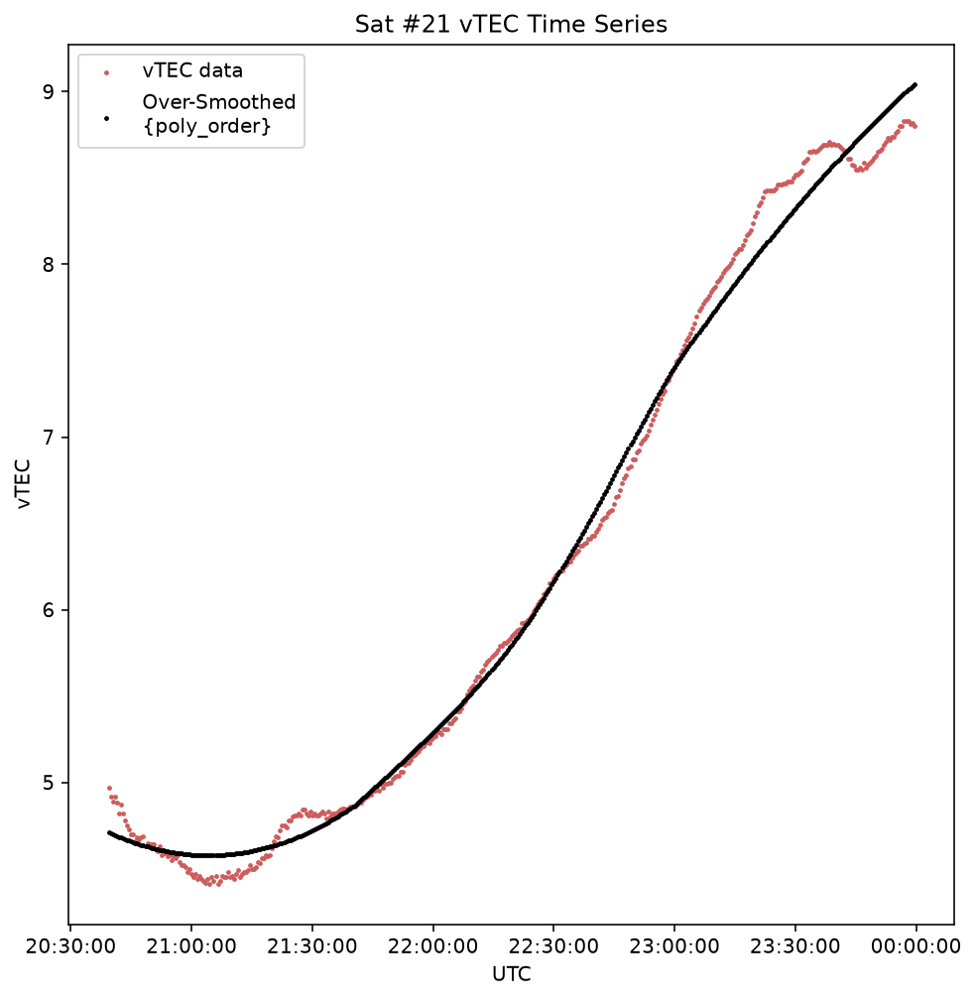 Sat #21 vTEC Time Series
vTEC data
Over-Smoothed
{poly_order}
9
8
7
6
5
vTEC
20:30:00 21:00:00 21:30:00 22:00:00 22:30:00 23:00:00 23:30:00 00:00:00
UTC